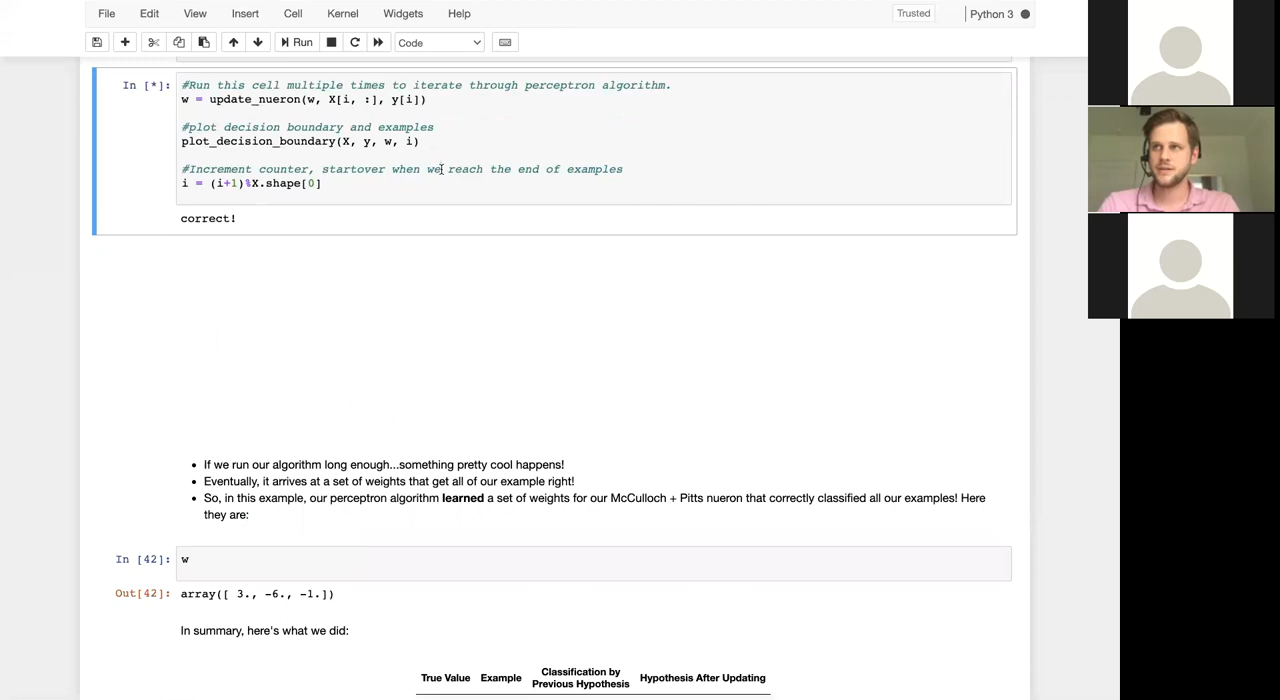 File Edit View Insert Cell Kernel Widgets Help Trusted Python 3
Run Code
In [*]: #Run this cell multiple times to iterate through perceptron algorithm.
w = update_nueron(w, X[i, :], y[i])
#plot decision boundary and examples
plot_decision_boundary(X, y, w, i)
#Increment counter, startover when we reach the end of examples
i = (i+1)%X.shape[0]
correct!
• If we run our algorithm long enough...something pretty cool happens!
• Eventually, it arrives at a set of weights that get all of our example right!
• So, in this example, our perceptron algorithm learned a set of weights for our McCulloch + Pitts nueron that correctly classified all our examples! Here
they are:
In [42]: w
Out[42]: array([ 3., -6., -1.])
In summary, here's what we did:
True Value Example Classification by Previous Hypothesis Hypothesis After Updating